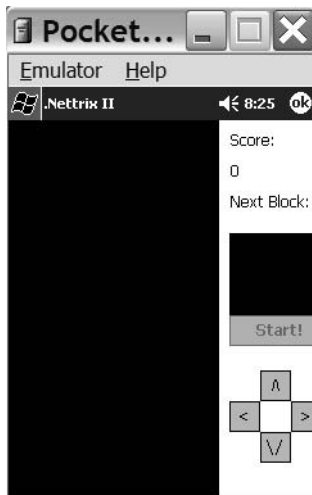 Pocket...
Emulator Help
.Nettrix II 8:25 ok
Score:
0
Next Block:
Start!
/\
< >
\/